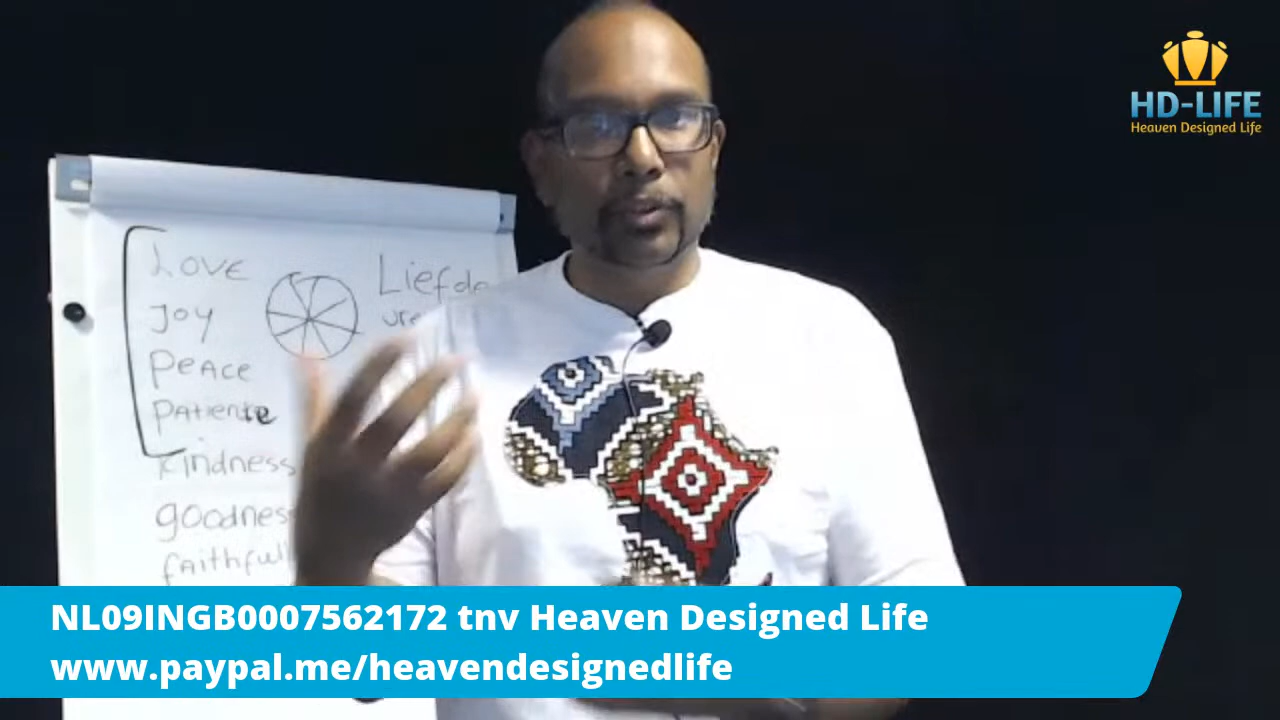 HD-LIFE
Heaven Designed Life
Love
Joy
Peace
Patience
kindness
goodness
Liefde
NL09INGB0007562172 tnv Heaven Designed Life
www.paypal.me/heavendesignedlife